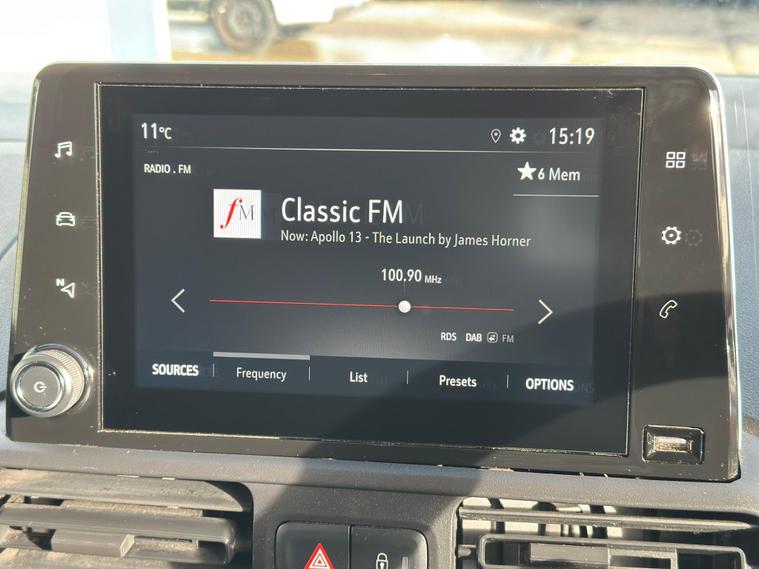 11°C 15:19
RADIO . FM
6 Mem
fM
Classic FM
Now: Apollo 13 - The Launch by James Horner
100.90 MHz
RDS DAB FM
SOURCES Frequency List Presets OPTIONS
N